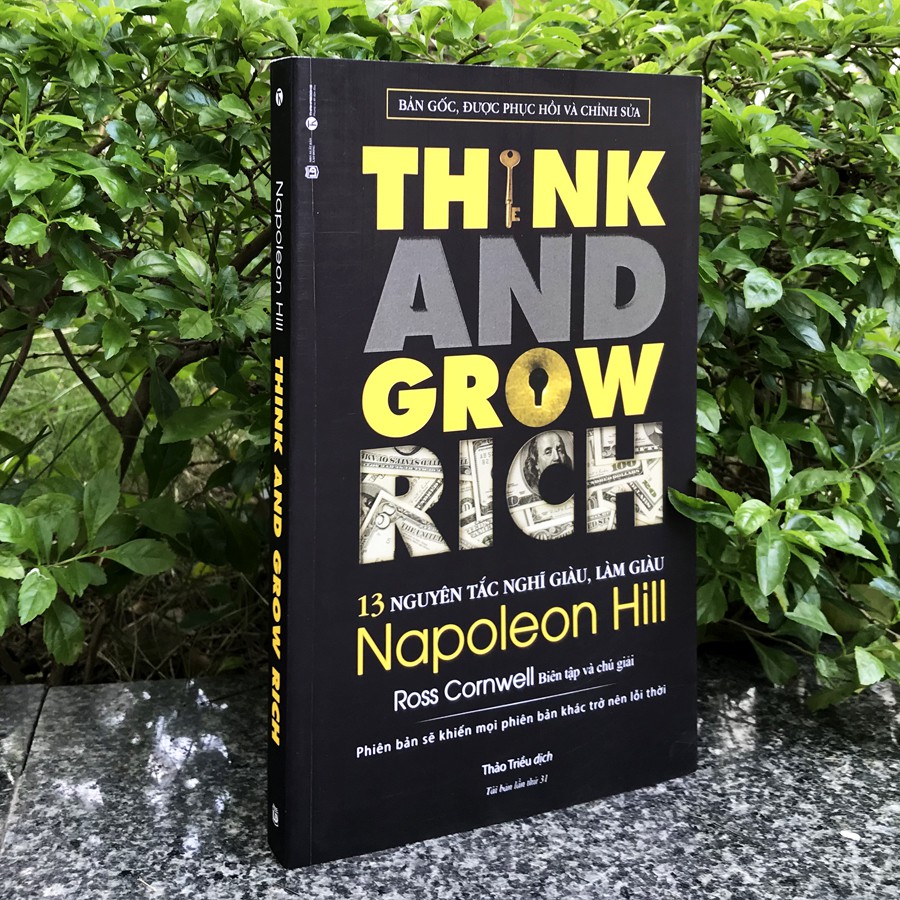 BẢN GỐC, ĐƯỢC PHỤC HỒI VÀ CHỈNH SỬA
THINK
AND
GROW
RICH
13 NGUYÊN TẮC NGHĨ GIÀU, LÀM GIÀU
Napoleon Hill
Ross Cornwell Biên tập và chú giải
Phiên bản sẽ khiến mọi phiên bản khác trở nên lỗi thời
Thảo Triều dịch
Tái bản lần thứ 31
Napoleon Hill THINK AND GROW RICH